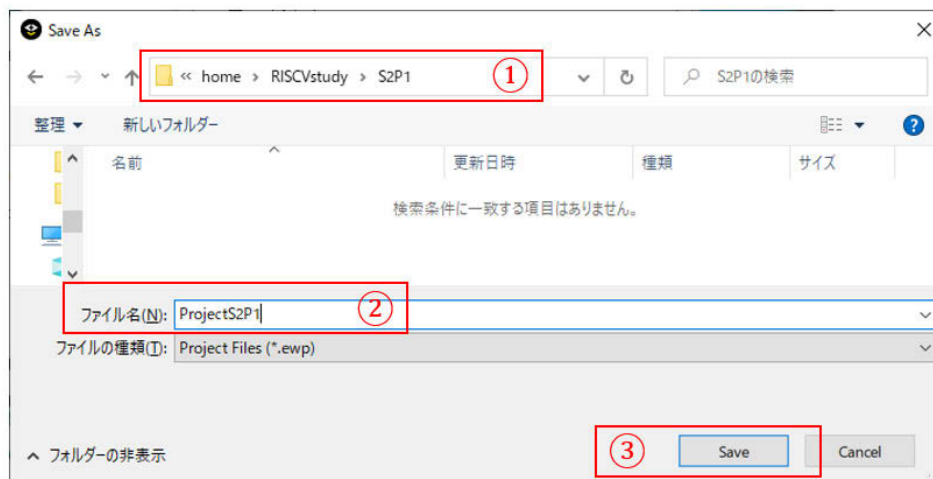 Save As
« home › RISCVstudy › S2P1 ①
S2P1の検索
整理 新しいフォルダー
名前 更新日時 種類 サイズ
検索条件に一致する項目はありません。
ファイル名(N): ProjectS2P1 ②
ファイルの種類(T): Project Files (*.ewp)
フォルダーの非表示 ③ Save Cancel